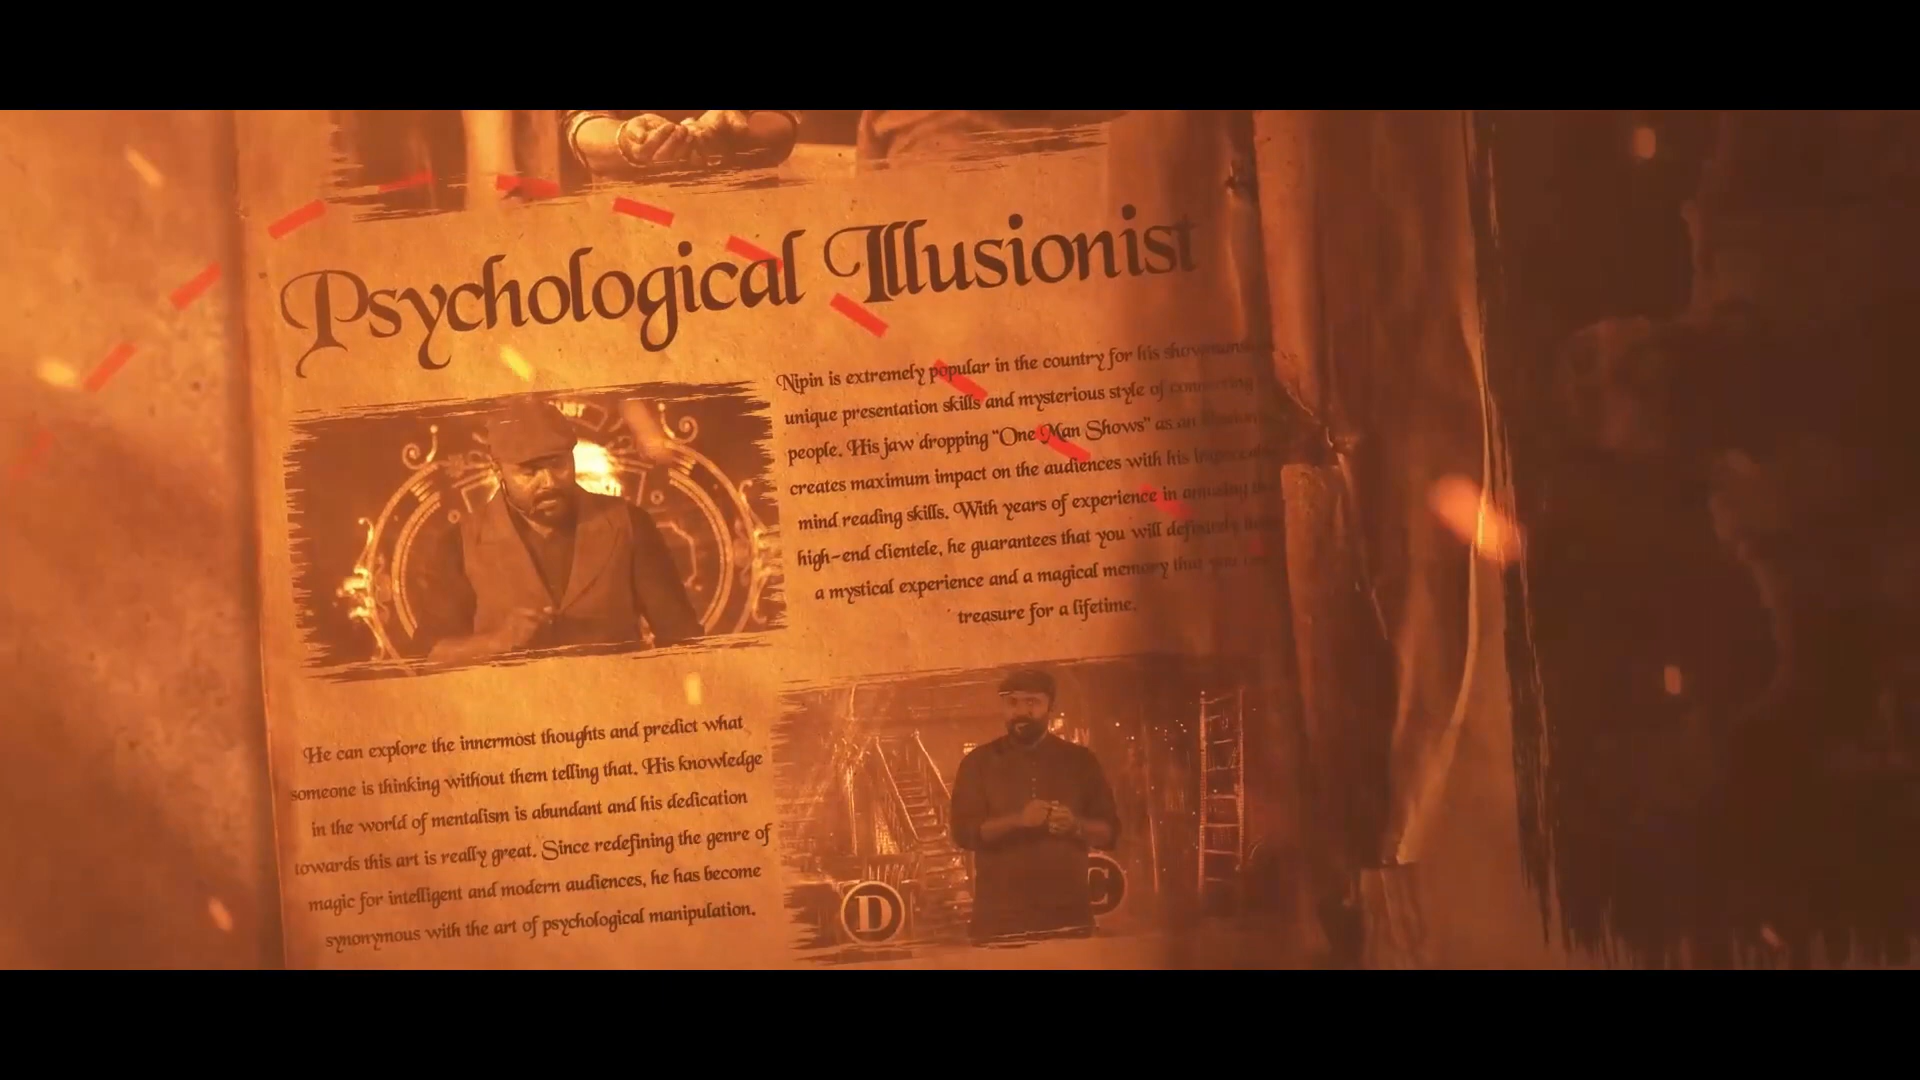 Psychological Illusionist
Nipin is extremely popular in the country for his
unique presentation skills and mysterious style of
people. His jaw dropping "One Man Shows" as an
creates maximum impact on the audiences with his
mind reading skills. With years of experience in amusing
high-end clientele, he guarantees that you will definitely
a mystical experience and a magical memory that
treasure for a lifetime.
He can explore the innermost thoughts and predict what
someone is thinking without them telling that. His knowledge
in the world of mentalism is abundant and his dedication
towards this art is really great. Since redefining the genre of
magic for intelligent and modern audiences, he has become
synonymous with the art of psychological manipulation.
D
C